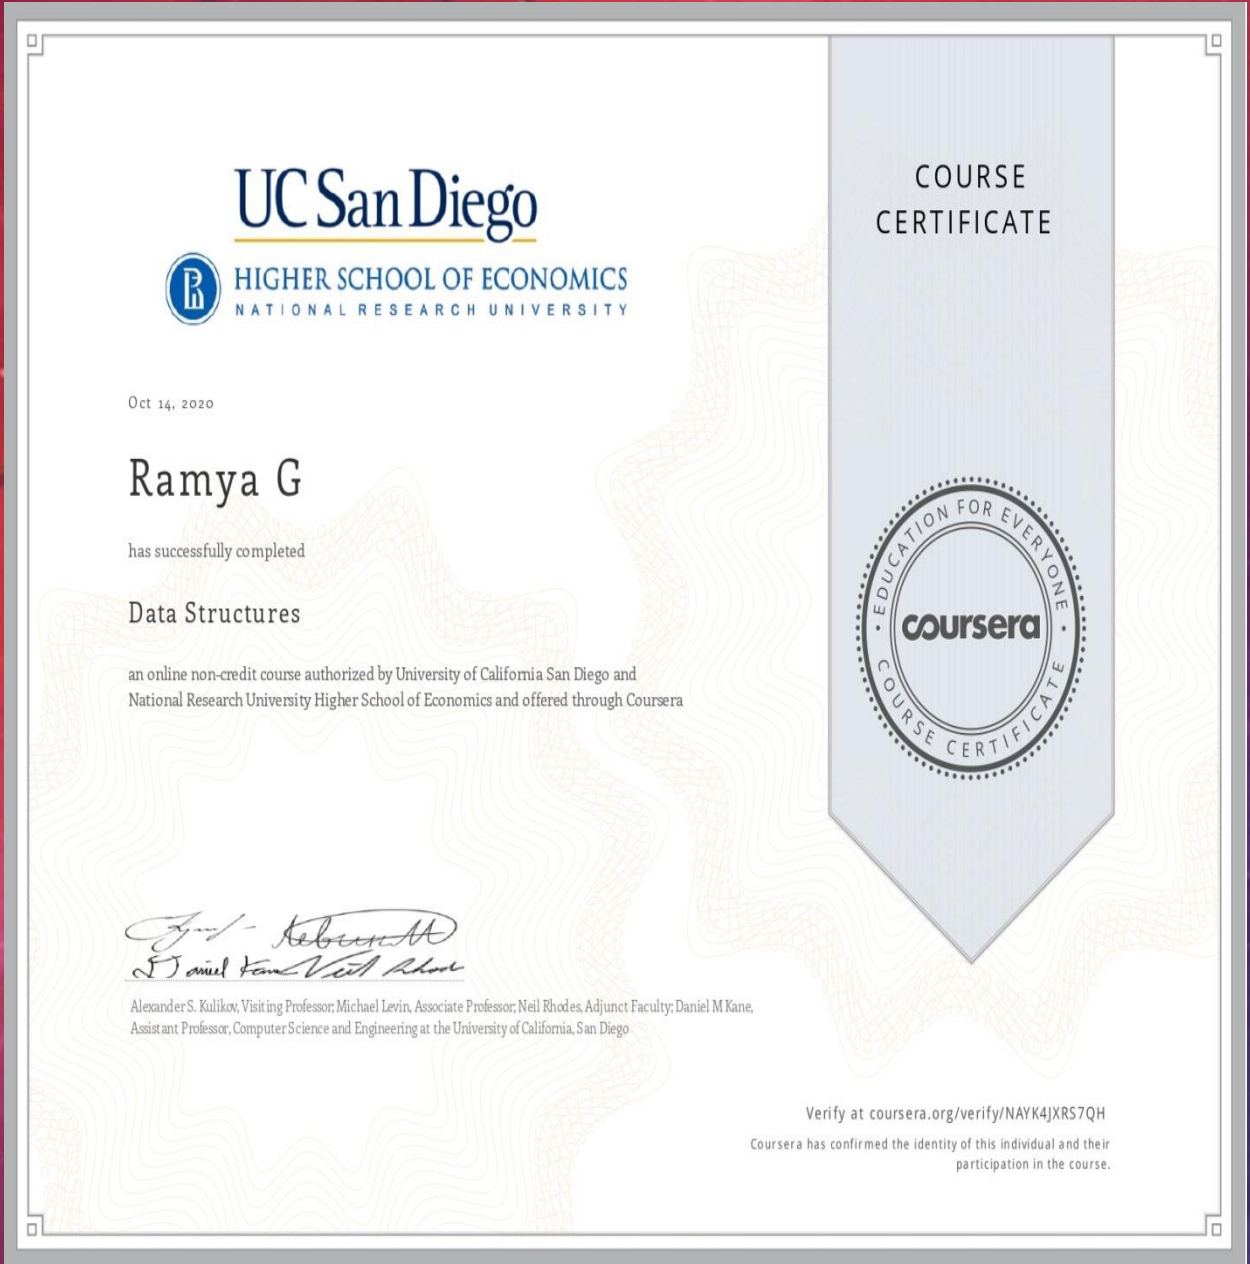 UC San Diego
HIGHER SCHOOL OF ECONOMICS
NATIONAL RESEARCH UNIVERSITY
Oct 14, 2020
Ramya G
has successfully completed
Data Structures
an online non-credit course authorized by University of California San Diego and
National Research University Higher School of Economics and offered through Coursera
Daniel Kane
Alexander S. Kulikov, Visiting Professor; Michael Levin, Associate Professor; Neil Rhodes, Adjunct Faculty; Daniel M Kane,
Assistant Professor, Computer Science and Engineering at the University of California, San Diego
COURSE
CERTIFICATE
EDUCATION FOR EVERYONE
coursera
COURSE CERTIFICATE
Verify at coursera.org/verify/NAYK4JXRS7QH
Coursera has confirmed the identity of this individual and their
participation in the course.